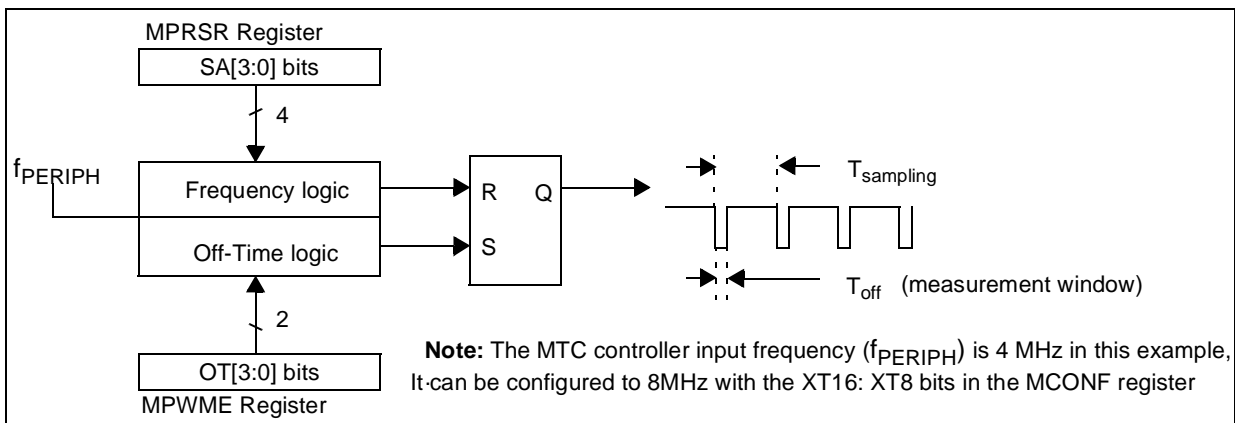 MPRSR Register
SA[3:0] bits
4
fPERIPH
Frequency logic
R Q
Tsampling
Off-Time logic
S
Toff (measurement window)
2
OT[3:0] bits
MPWME Register
Note: The MTC controller input frequency (fPERIPH) is 4 MHz in this example,
It·can be configured to 8MHz with the XT16: XT8 bits in the MCONF register